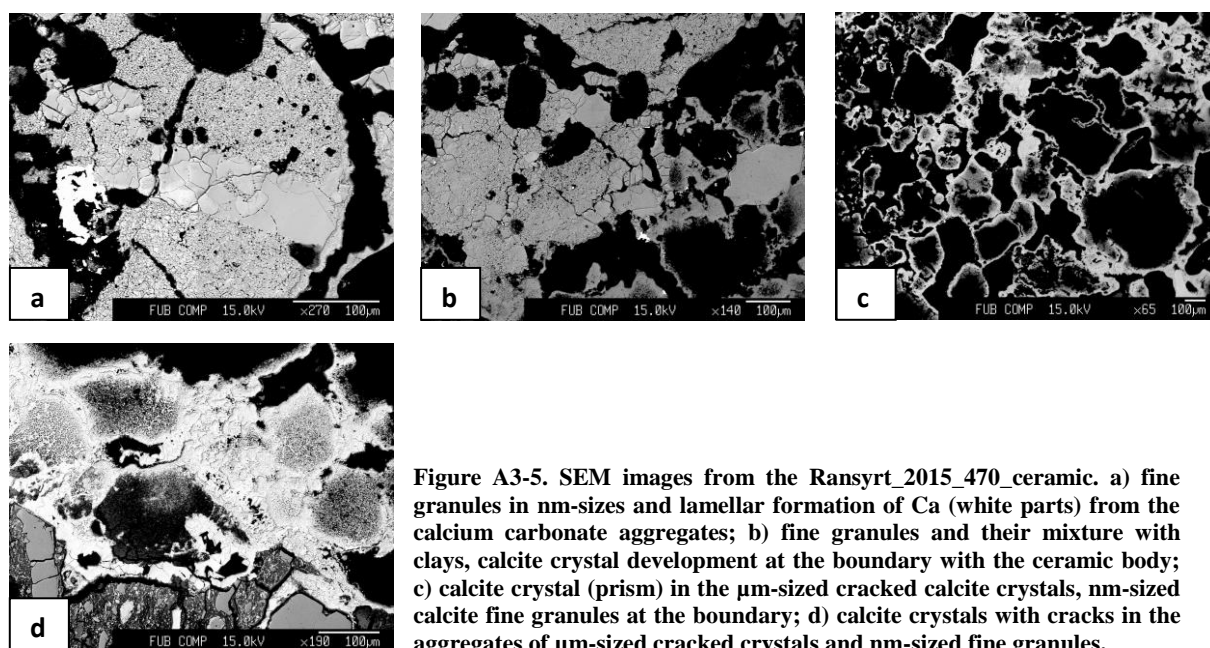 a
FUB COMP 15.0kV ×270 100µm
b
FUB COMP 15.0kV ×140 100µm
c
FUB COMP 15.0kV ×65 100µm
d
FUB COMP 15.0kV ×190 100µm
Figure A3-5. SEM images from the Ransyrt_2015_470_ceramic. a) fine
granules in nm-sizes and lamellar formation of Ca (white parts) from the
calcium carbonate aggregates; b) fine granules and their mixture with
clays, calcite crystal development at the boundary with the ceramic body;
c) calcite crystal (prism) in the µm-sized cracked calcite crystals, nm-sized
calcite fine granules at the boundary; d) calcite crystals with cracks in the
aggregates of µm-sized cracked crystals and nm-sized fine granules.